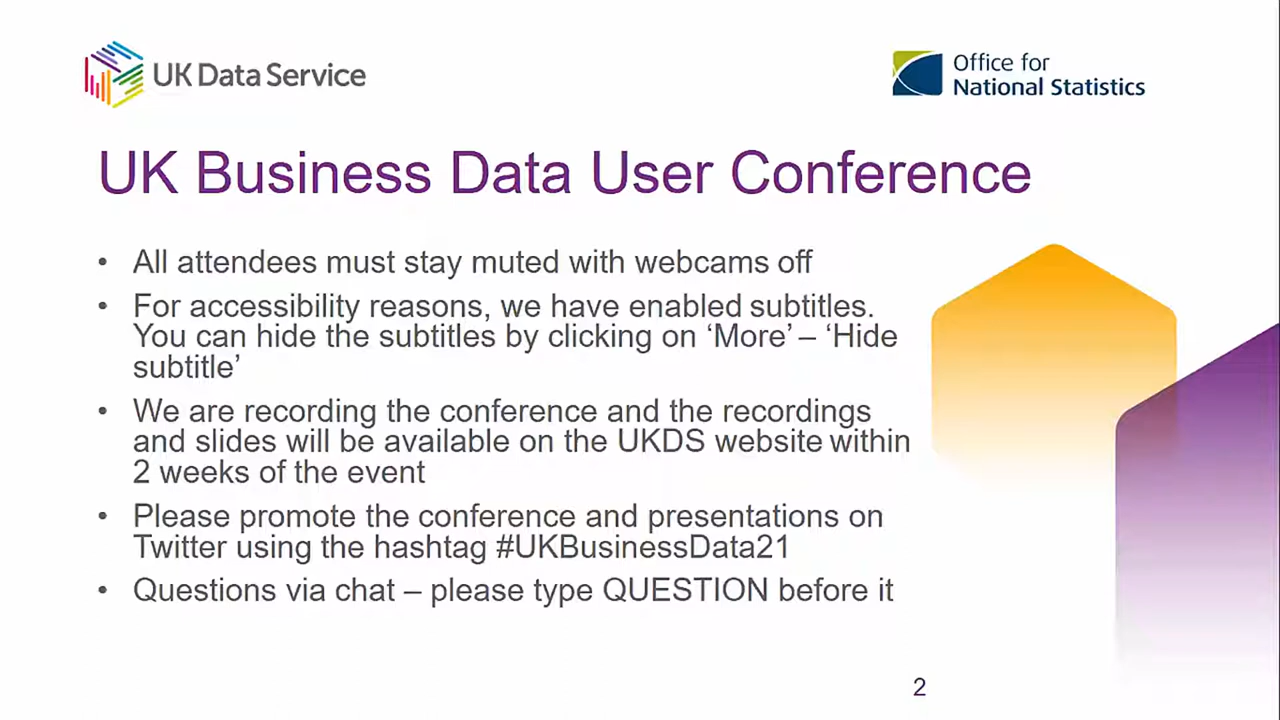 UK Data Service
Office for
National Statistics
UK Business Data User Conference
• All attendees must stay muted with webcams off
• For accessibility reasons, we have enabled subtitles.
You can hide the subtitles by clicking on ‘More’ – ‘Hide
subtitle’
• We are recording the conference and the recordings
and slides will be available on the UKDS website within
2 weeks of the event
• Please promote the conference and presentations on
Twitter using the hashtag #UKBusinessData21
• Questions via chat – please type QUESTION before it
2